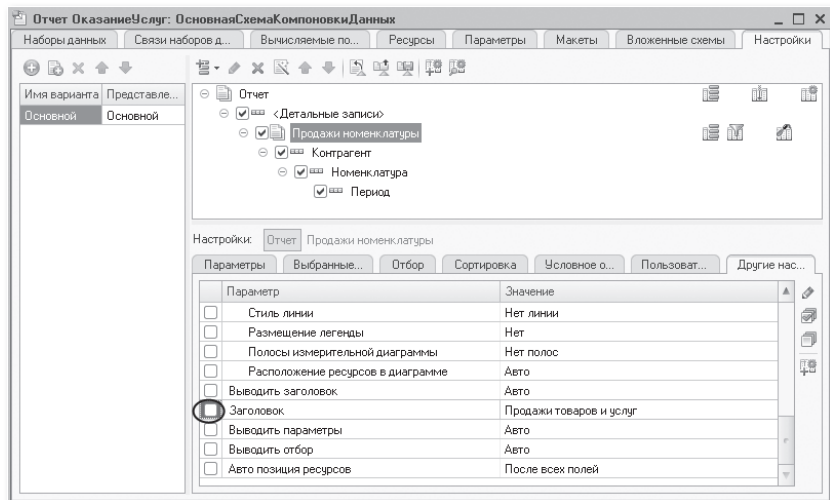 Отчет ОказаниеУслуг: ОсновнаяСхемаКомпоновкиДанных
Наборы данных Связи наборов д... Вычисляемые по... Ресурсы Параметры Макеты Вложенные схемы Настройки
Имя варианта Представле...
Основной Основной
Отчет
<Детальные записи>
Продажи номенклатуры
Контрагент
Номенклатура
Период
Настройки: Отчет Продажи номенклатуры
Параметры Выбранные... Отбор Сортировка Условное о... Пользоват... Другие нас...
Параметр Значение
Стиль линии Нет линии
Размещение легенды Нет
Полосы измерительной диаграммы Нет полос
Расположение ресурсов в диаграмме Авто
Выводить заголовок Авто
Заголовок Продажи товаров и услуг
Выводить параметры Авто
Выводить отбор Авто
Авто позиция ресурсов После всех полей